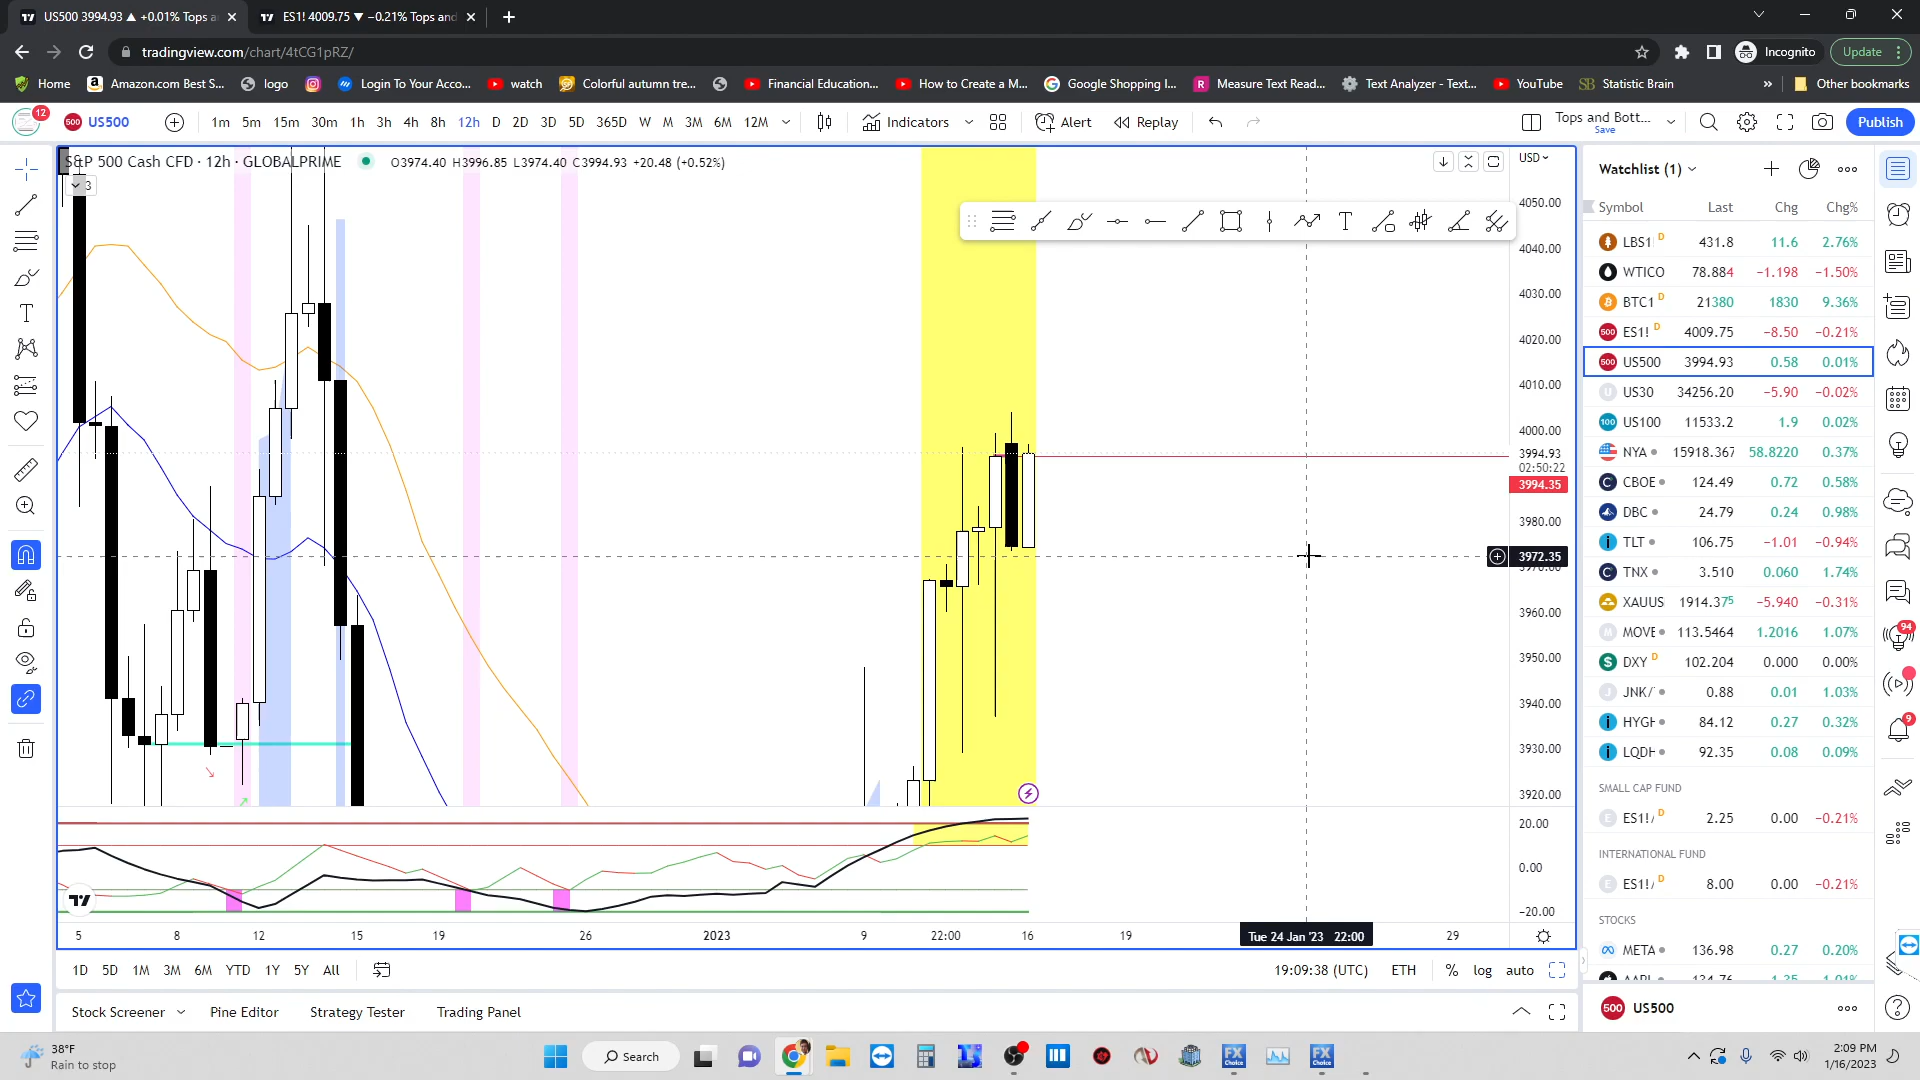 US500 3994.93 ▲ +0.01% Tops a
ES1! 4009.75 ▼ −0.21% Tops and
tradingview.com/chart/4tCG1pRZ/
Incognito
Update
Home
Amazon.com Best S...
logo
Login To Your Acco...
watch
Colorful autumn tre...
Financial Education...
How to Create a M...
Google Shopping I...
Measure Text Read...
Text Analyzer - Text...
YouTube
Statistic Brain
Other bookmarks
12
US500
1m 5m 15m 30m 1h 3h 4h 8h 12h D 2D 3D 5D 365D W M 3M 6M 12M
Indicators
Alert
Replay
Tops and Bott...
Save
Publish
S&P 500 Cash CFD · 12h · GLOBALPRIME
O3974.40 H3996.85 L3974.40 C3994.93 +20.48 (+0.52%)
3
USD
4050.00
4040.00
4030.00
4020.00
4010.00
4000.00
3994.93
02:50:22
3994.35
3980.00
3972.35
3970.00
3960.00
3950.00
3940.00
3930.00
3920.00
20.00
0.00
−20.00
5 8 12 15 19 26 2023 9 22:00 16 19 Tue 24 Jan '23 22:00 29
1D 5D 1M 3M 6M YTD 1Y 5Y All
19:09:38 (UTC) ETH % log auto
Stock Screener Pine Editor Strategy Tester Trading Panel
Watchlist (1)
Symbol Last Chg Chg%
LBS1! D 431.8 11.6 2.76%
WTICO 78.884 −1.198 −1.50%
BTC1 D 21380 1830 9.36%
ES1! D 4009.75 −8.50 −0.21%
US500 3994.93 0.58 0.01%
US30 34256.20 −5.90 −0.02%
US100 11533.2 1.9 0.02%
NYA 15918.367 58.8220 0.37%
CBOE 124.49 0.72 0.58%
DBC 24.79 0.24 0.98%
TLT 106.75 −1.01 −0.94%
TNX 3.510 0.060 1.74%
XAUUS 1914.375 −5.940 −0.31%
MOVE 113.5464 1.2016 1.07%
DXY D 102.204 0.000 0.00%
JNK/ 0.88 0.01 1.03%
HYG 84.12 0.27 0.32%
LQD 92.35 0.08 0.09%
SMALL CAP FUND
ES1!/ D 2.25 0.00 −0.21%
INTERNATIONAL FUND
ES1!/ D 8.00 0.00 −0.21%
STOCKS
META 136.98 0.27 0.20%
US500
94
9
38°F
Rain to stop
Search
2:09 PM
1/16/2023